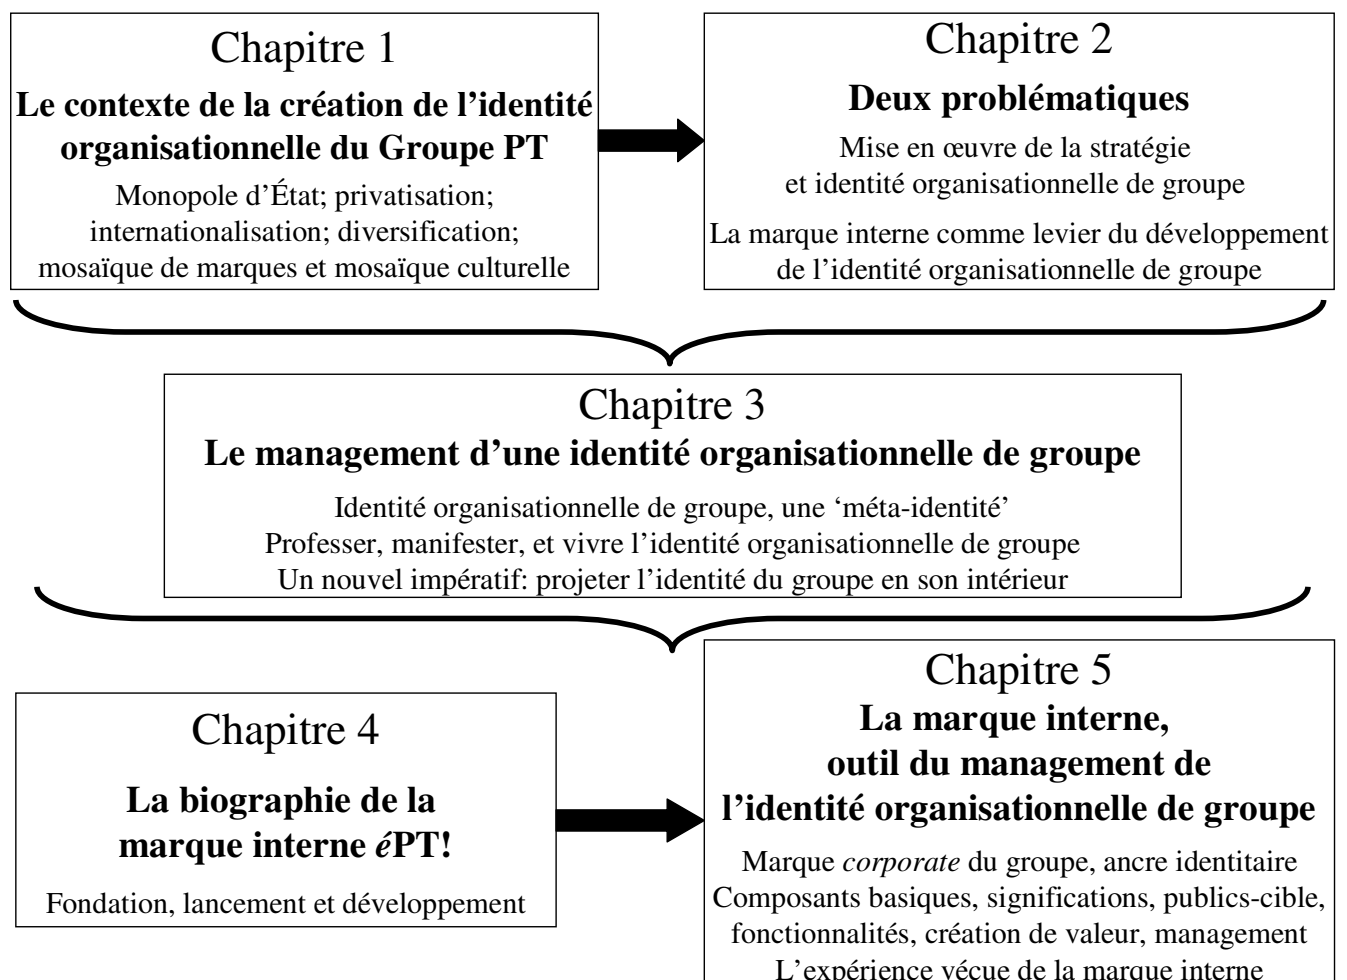 Chapitre 1
Le contexte de la création de l’identité
organisationnelle du Groupe PT
Monopole d’État; privatisation;
internationalisation; diversification;
mosaïque de marques et mosaïque culturelle
Chapitre 2
Deux problématiques
Mise en œuvre de la stratégie
et identité organisationnelle de groupe
La marque interne comme levier du développement
de l’identité organisationnelle de groupe
Chapitre 3
Le management d’une identité organisationnelle de groupe
Identité organisationnelle de groupe, une ‘méta-identité’
Professer, manifester, et vivre l’identité organisationnelle de groupe
Un nouvel impératif: projeter l’identité du groupe en son intérieur
Chapitre 4
La biographie de la
marque interne éPT!
Fondation, lancement et développement
Chapitre 5
La marque interne,
outil du management de
l’identité organisationnelle de groupe
Marque corporate du groupe, ancre identitaire
Composants basiques, significations, publics-cible,
fonctionnalités, création de valeur, management
L’expérience vécue de la marque interne